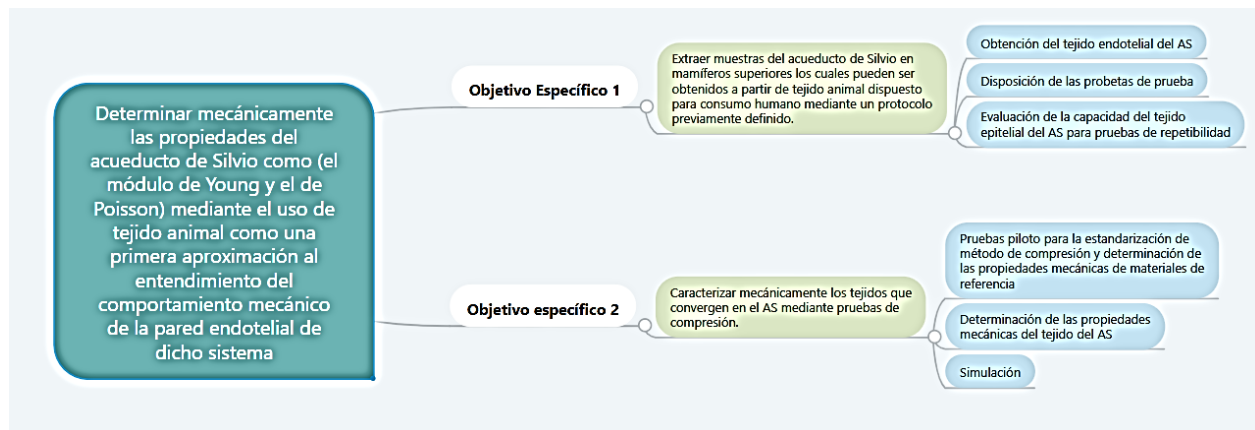 Determinar mecánicamente
las propiedades del
acueducto de Silvio como (el
módulo de Young y el de
Poisson) mediante el uso de
tejido animal como una
primera aproximación al
entendimiento del
comportamiento mecánico
de la pared endotelial de
dicho sistema
Objetivo Específico 1
Extraer muestras del acueducto de Silvio en
mamíferos superiores los cuales pueden ser
obtenidos a partir de tejido animal dispuesto
para consumo humano mediante un protocolo
previamente definido.
Obtención del tejido endotelial del AS
Disposición de las probetas de prueba
Evaluación de la capacidad del tejido
epitelial del AS para pruebas de repetibilidad
Objetivo específico 2
Caracterizar mecánicamente los tejidos que
convergen en el AS mediante pruebas de
compresión.
Pruebas piloto para la estandarización de
método de compresión y determinación de
las propiedades mecánicas de materiales de
referencia
Determinación de las propiedades
mecánicas del tejido del AS
Simulación